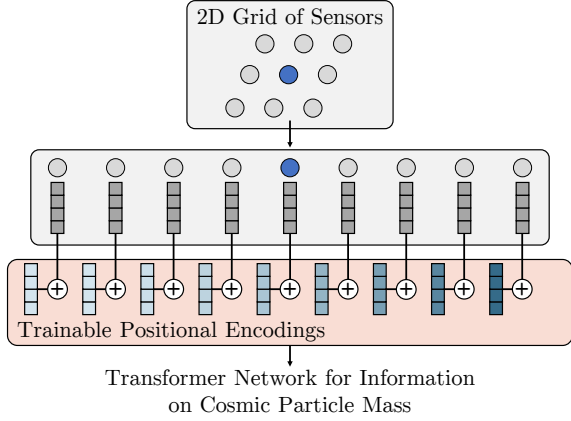 2D Grid of Sensors
+ + + + + + + + +
Trainable Positional Encodings
Transformer Network for Information
on Cosmic Particle Mass